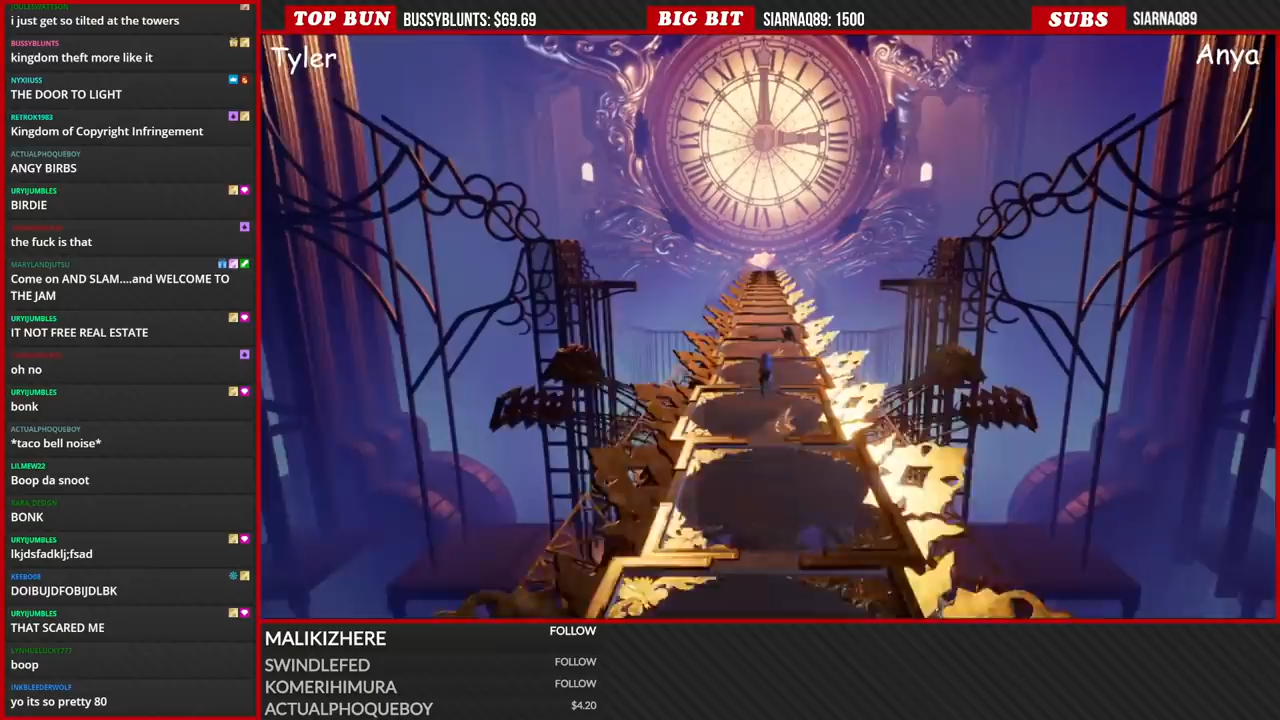 JOULESWATTSON
i just get so tilted at the towers
BUSSYBLUNTS
kingdom theft more like it
NYXIIUSS
THE DOOR TO LIGHT
RETROK1983
Kingdom of Copyright Infringement
ACTUALPHOQUEBOY
ANGY BIRBS
URYIJUMBLES
BIRDIE
the fuck is that
MARYLANDJUTSU
Come on AND SLAM....and WELCOME TO
THE JAM
URYIJUMBLES
IT NOT FREE REAL ESTATE
oh no
URYIJUMBLES
bonk
ACTUALPHOQUEBOY
*taco bell noise*
LILMEW22
Boop da snoot
RARA_DESIGN
BONK
URYIJUMBLES
lkjdsfadklj;fsad
KEEBO08
DOIBUJDFOBIJDLBK
URYIJUMBLES
THAT SCARED ME
LYNHUELUCKY777
boop
INKBLEEDERWOLF
yo its so pretty 80
TOP BUN BUSSYBLUNTS: $69.69
BIG BIT SIARNAQ89: 1500
SUBS SIARNAQ89
Tyler
Anya
MALIKIZHERE FOLLOW
SWINDLEFED FOLLOW
KOMERIHIMURA FOLLOW
ACTUALPHOQUEBOY $4.20